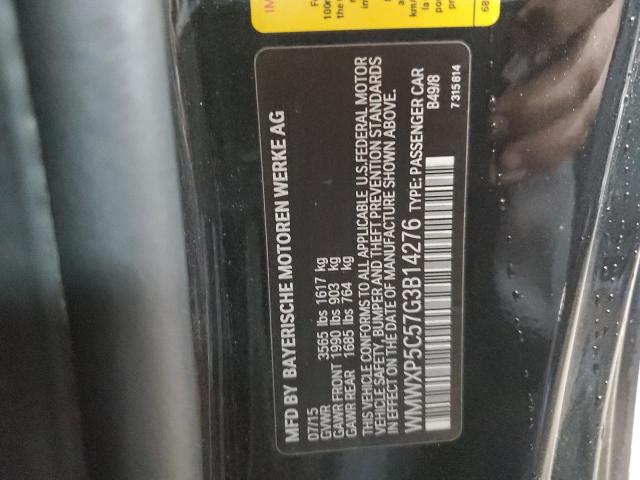 MFD BY BAYERISCHE MOTOREN WERKE AG
07/15
GVWR 3565 lbs 1617 kg
GAWR FRONT 1990 lbs 903 kg
GAWR REAR 1685 lbs 764 kg
THIS VEHICLE CONFORMS TO ALL APPLICABLE U.S.FEDERAL MOTOR
VEHICLE SAFETY, BUMPER AND THEFT PREVENTION STANDARDS
IN EFFECT ON THE DATE OF MANUFACTURE SHOWN ABOVE.
WMWXP5C57G3B14276 TYPE: PASSENGER CAR
B49/8
7315814